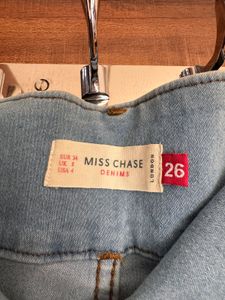 EUR 34
UK 8
USA 4
MISS CHASE
DENIMS
LONDON
26